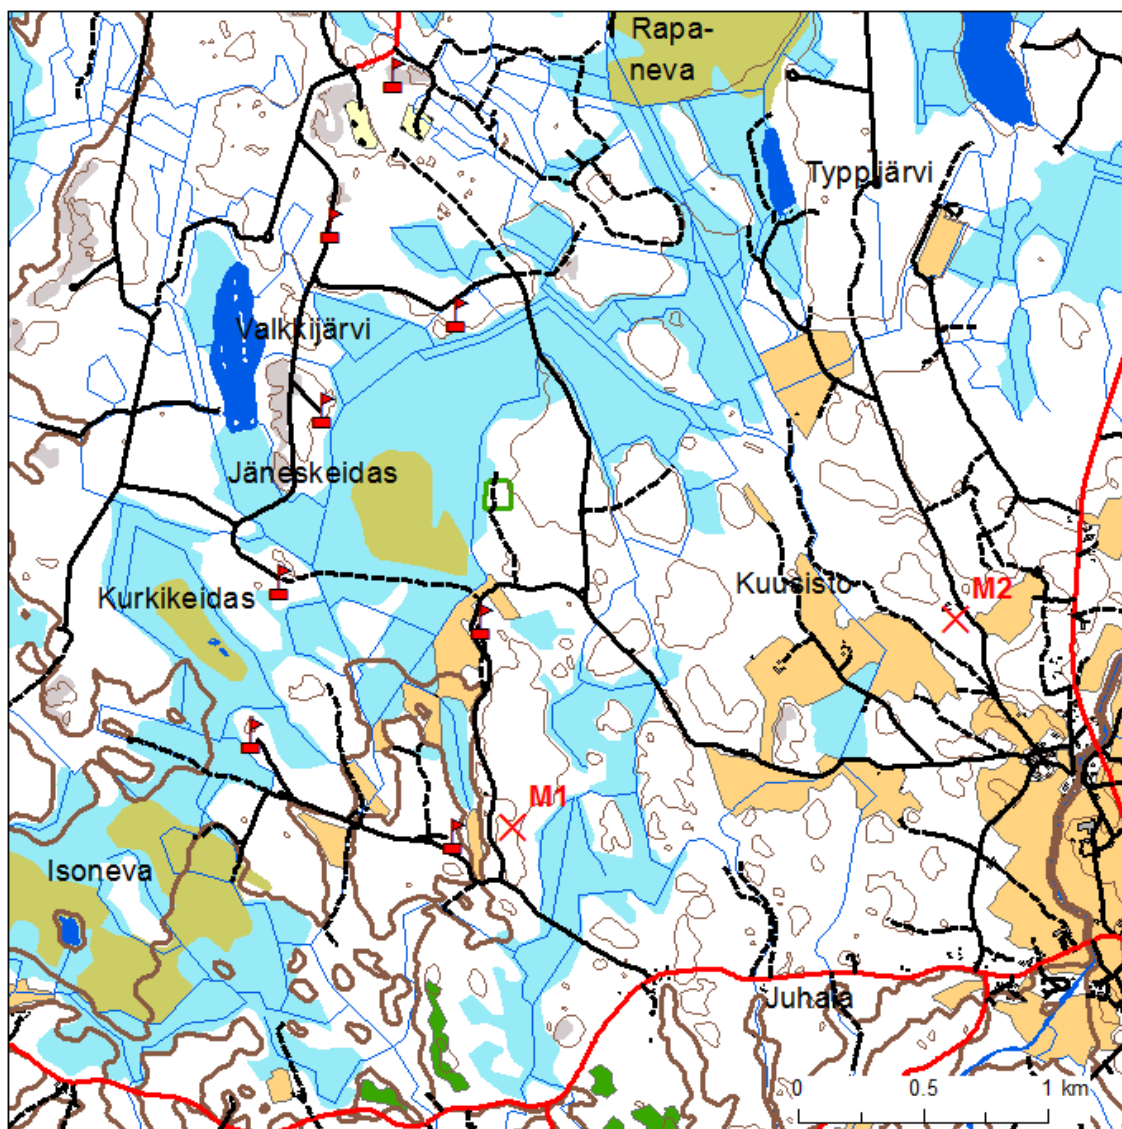 Rapa-
neva
Typpijärvi
Valkkijärvi
Jäneskeidas
Kurkikeidas
Kuusisto
M2
M1
Isoneva
Juhala
0 0.5 1 km